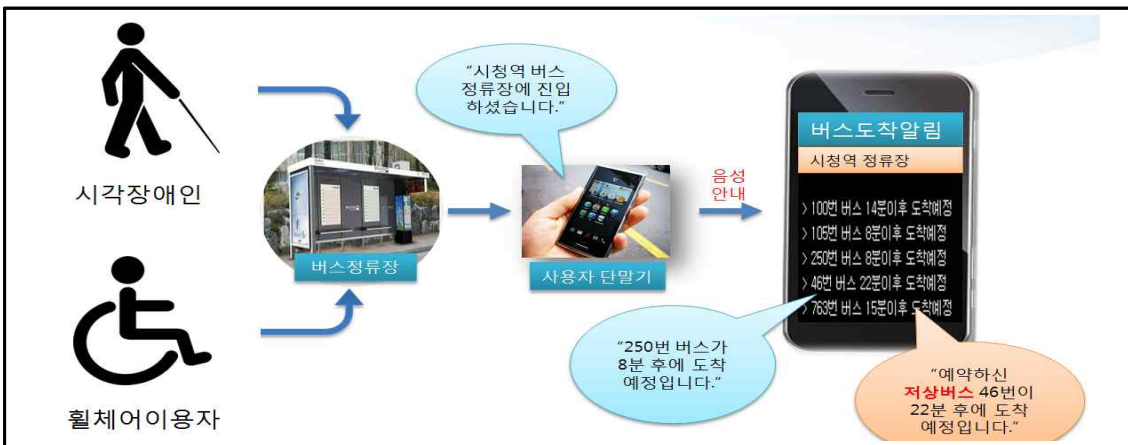 시각장애인
휠체어이용자
버스정류장
"시청역 버스
정류장에 진입
하셨습니다."
사용자 단말기
음성
안내
버스도착알림
시청역 정류장
> 100번 버스 14분이후 도착예정
> 105번 버스 8분이후 도착예정
> 250번 버스 8분이후 도착예정
> 46번 버스 22분이후 도착예정
> 763번 버스 15분이후 도착예정
"250번 버스가
8분 후에 도착
예정입니다."
"예약하신
저상버스 46번이
22분 후에 도착
예정입니다."